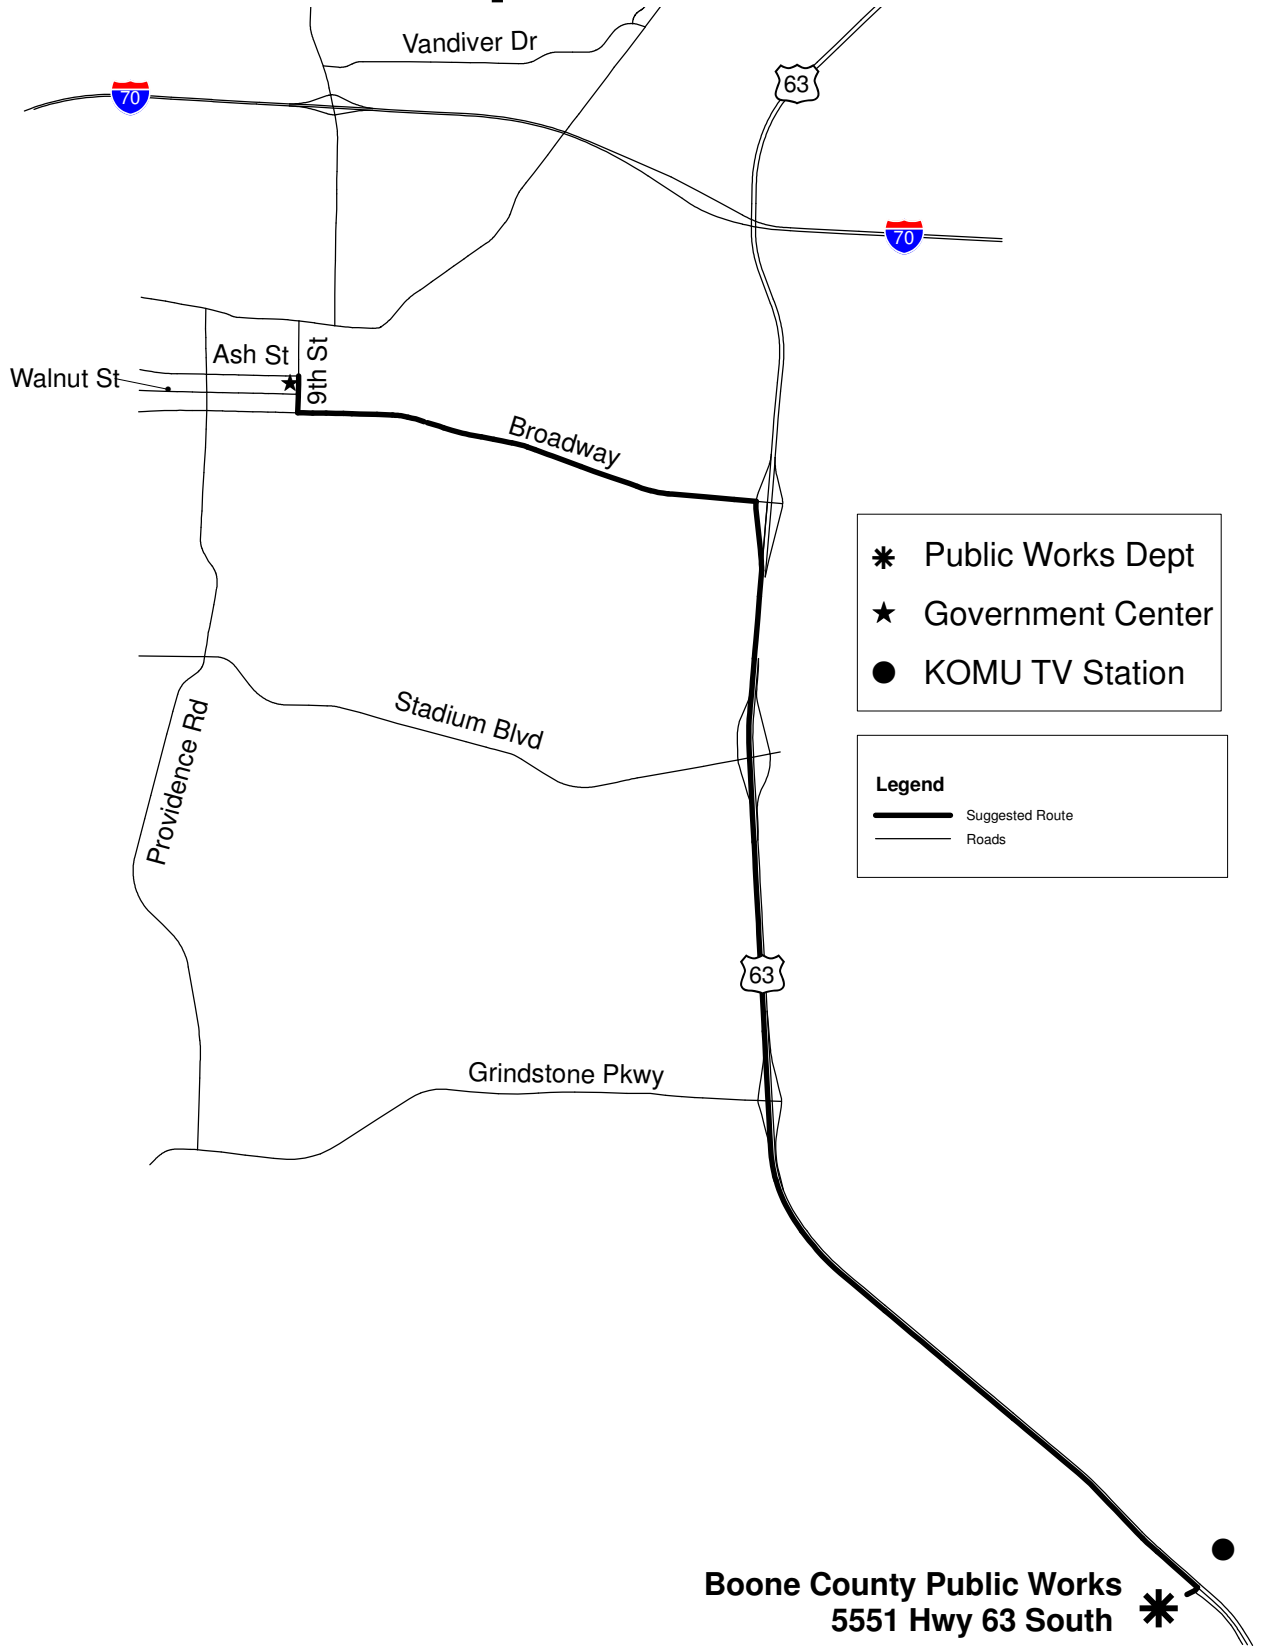 Vandiver Dr
63
70
70
Ash St
9th St
Walnut St
Broadway
Public Works Dept
Government Center
KOMU TV Station
Stadium Blvd
Providence Rd
Legend
Suggested Route
Roads
63
Grindstone Pkwy
Boone County Public Works
5551 Hwy 63 South